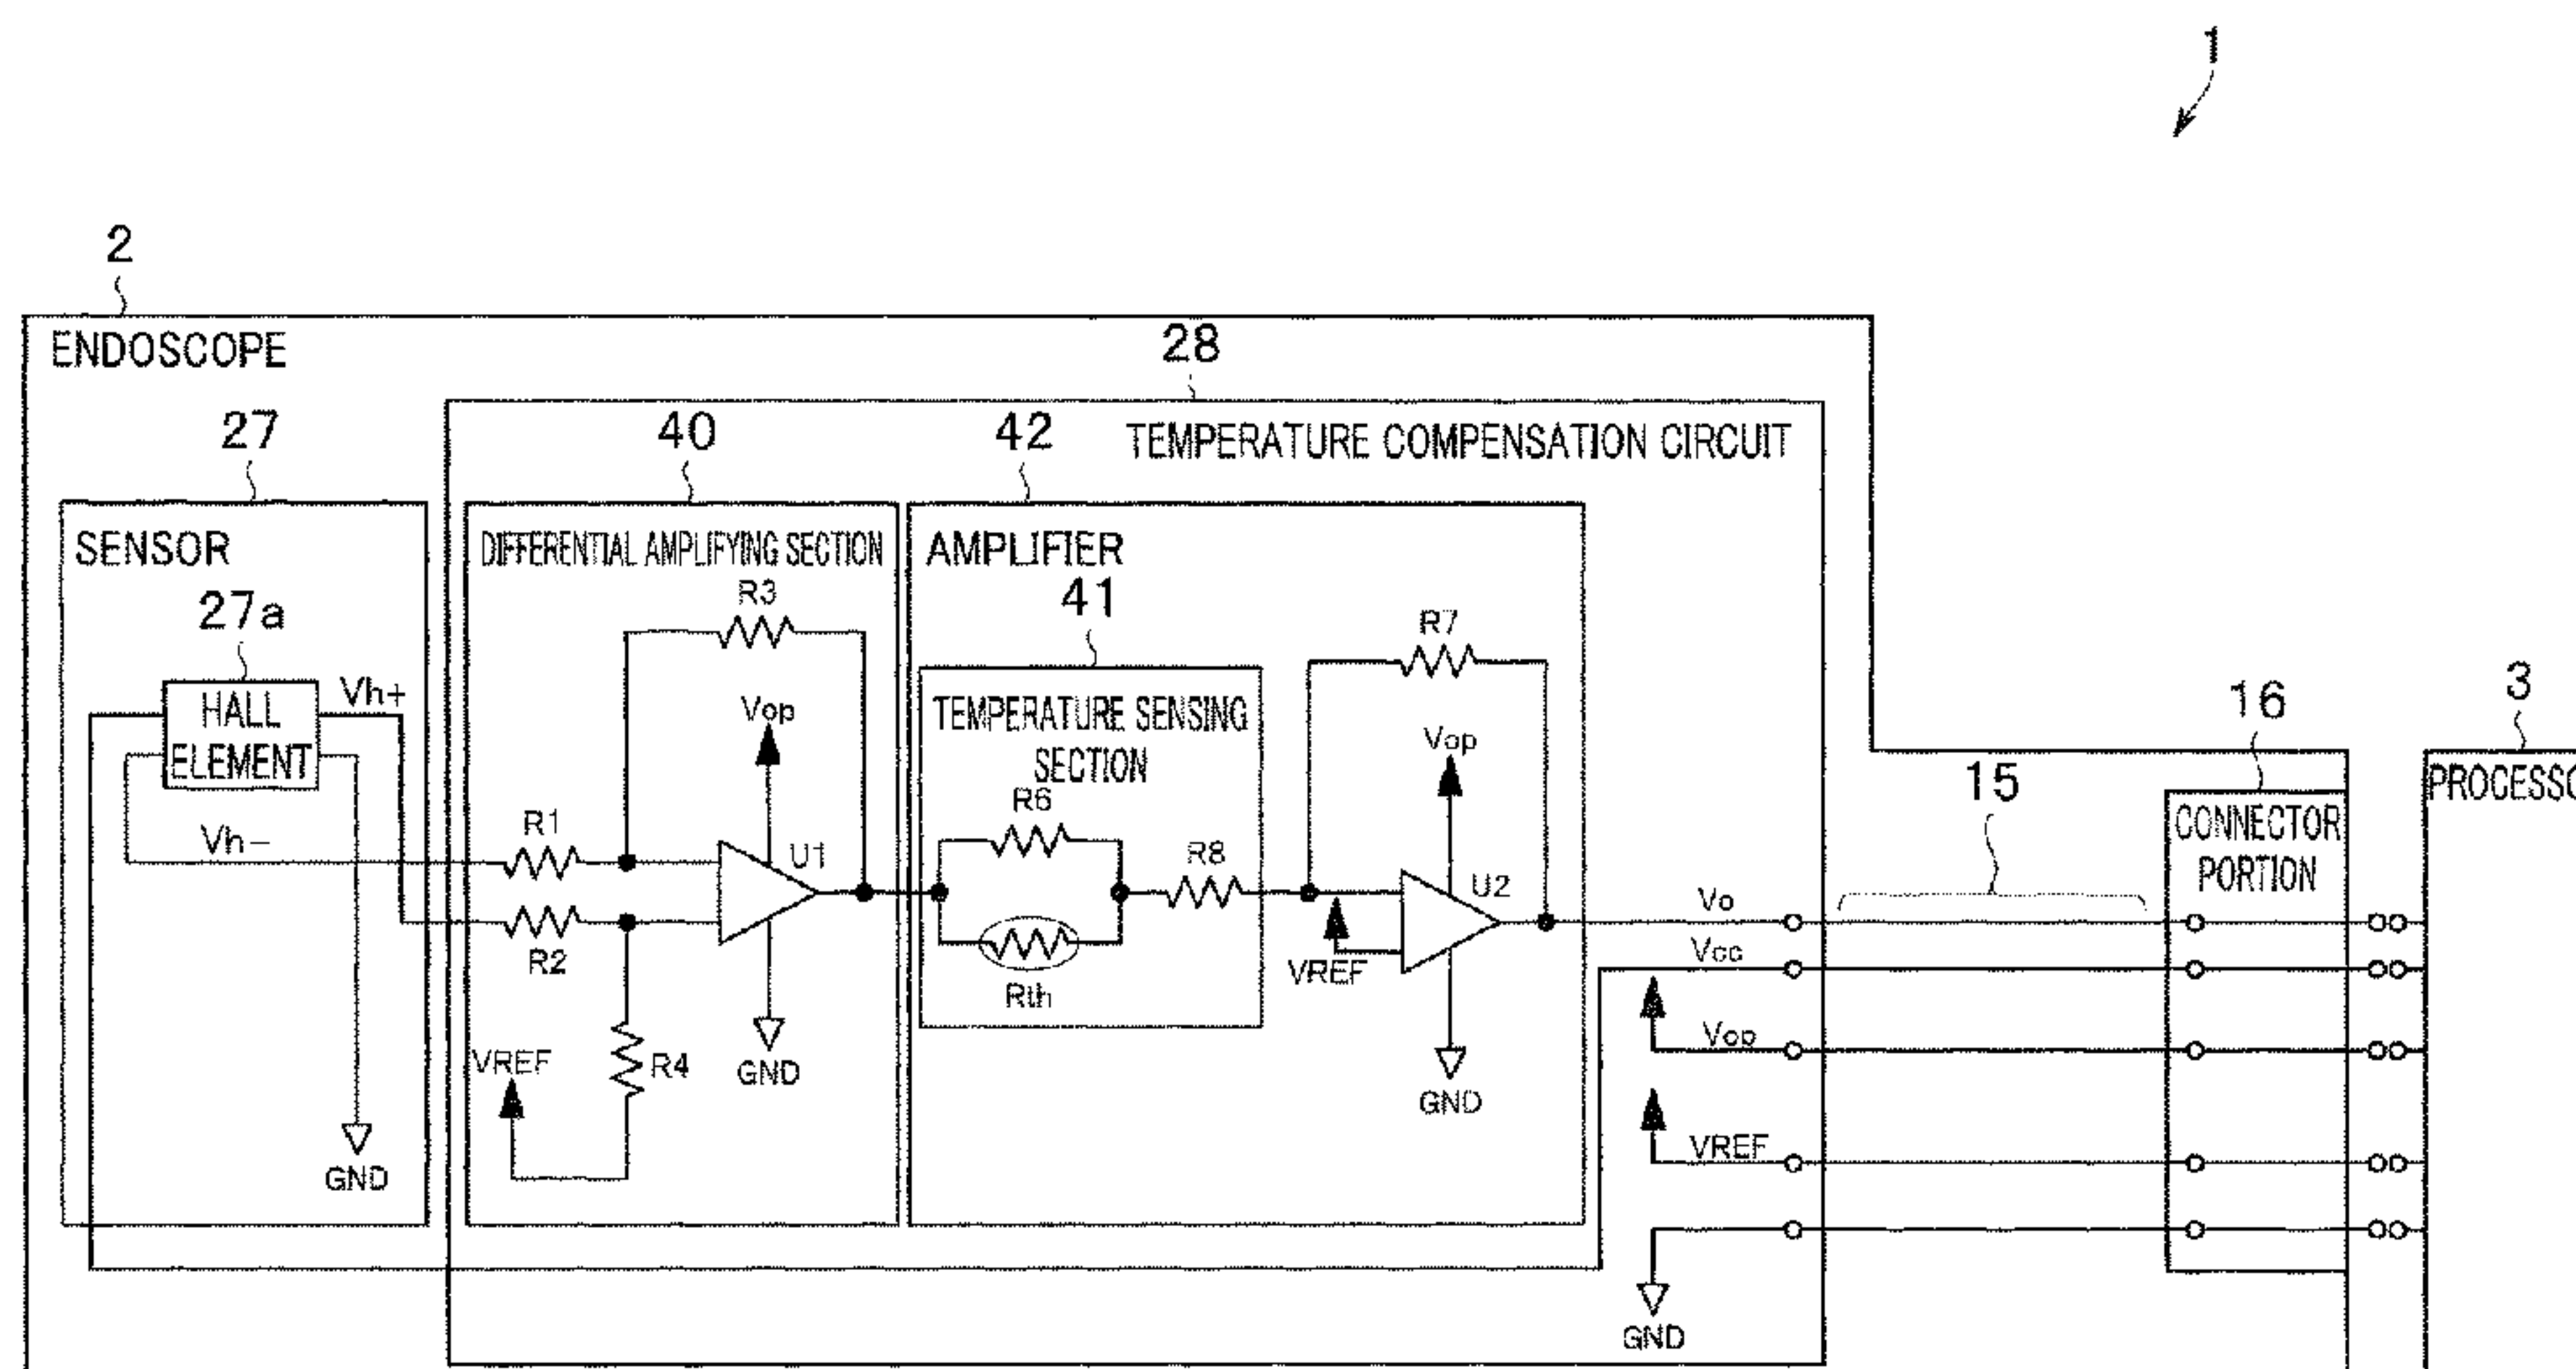 1
2
ENDOSCOPE
28
TEMPERATURE COMPENSATION CIRCUIT
27
SENSOR
27a
HALL
ELEMENT
Vh+
Vh−
GND
40
DIFFERENTIAL AMPLIFYING SECTION
R3
Vop
R1
U1
R2
R4
VREF
GND
42
AMPLIFIER
41
TEMPERATURE SENSING
SECTION
R6
R8
Rth
R7
Vop
U2
VREF
GND
Vo
Vcc
Vop
VREF
GND
15
16
CONNECTOR
PORTION
3
PROCESSO